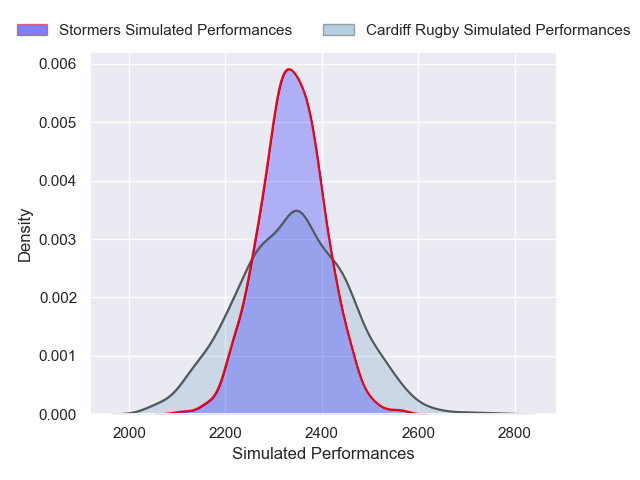 Stormers Simulated Performances
Cardiff Rugby Simulated Performances
0.006
0.005
0.004
0.003
0.002
0.001
0.000
Density
2000 2200 2400 2600 2800
Simulated Performances